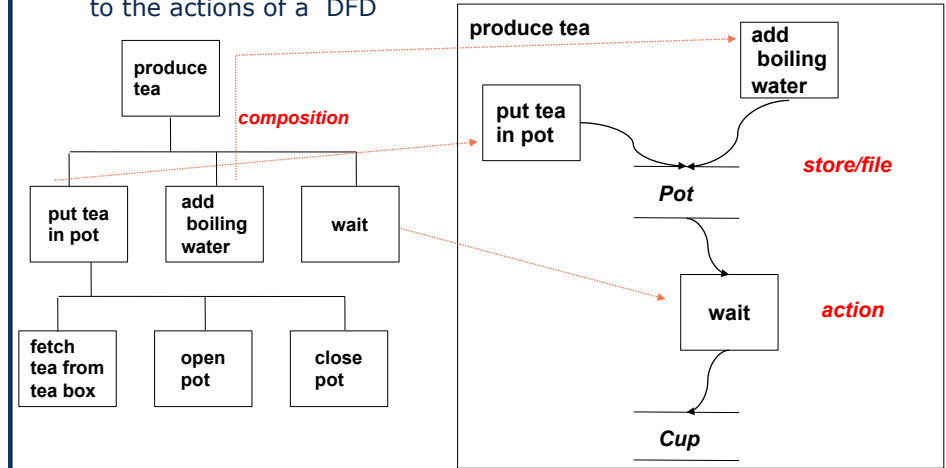 to the actions of a DFD
produce
tea
composition
put tea
in pot
add
boiling
water
wait
fetch
tea from
tea box
open
pot
close
pot
produce tea
add
boiling
water
put tea
in pot
store/file
Pot
wait
action
Cup